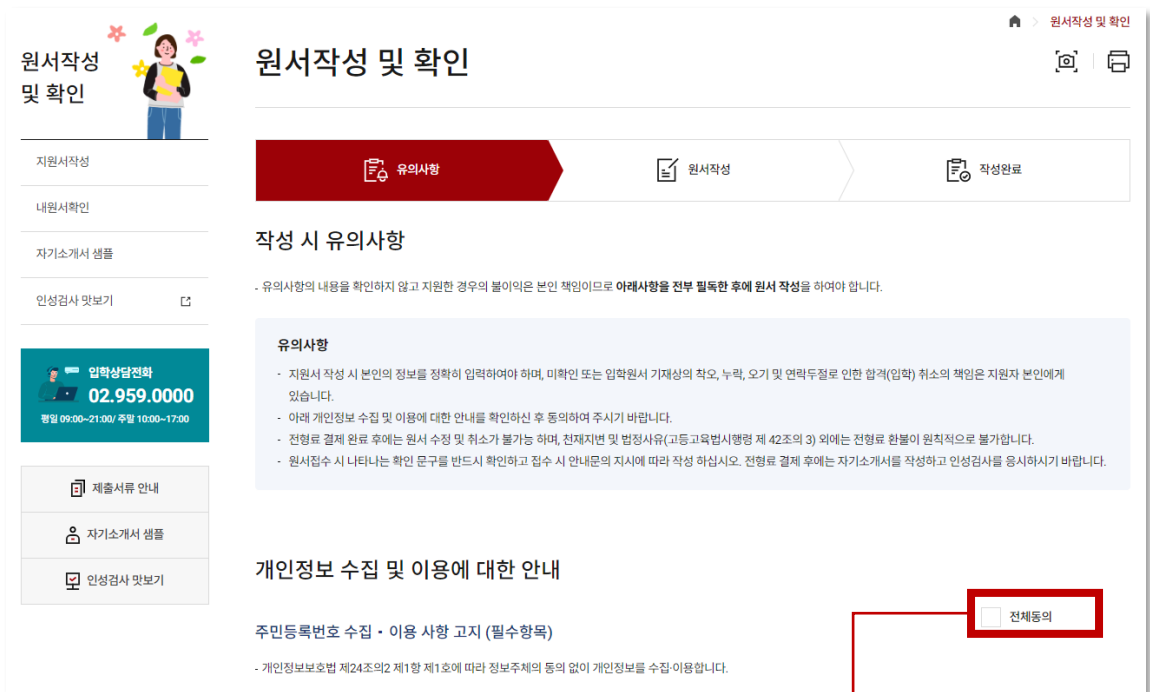 원서작성 및 확인
원서작성
및 확인
원서작성 및 확인
지원서작성
내원서확인
자기소개서 샘플
인성검사 맛보기
입학상담전화
02.959.0000
평일 09:00~21:00/ 주말 10:00~17:00
제출서류 안내
자기소개서 샘플
인성검사 맛보기
유의사항
원서작성
작성완료
작성 시 유의사항
- 유의사항의 내용을 확인하지 않고 지원한 경우의 불이익은 본인 책임이므로 아래사항을 전부 필독한 후에 원서 작성을 하여야 합니다.
유의사항
- 지원서 작성 시 본인의 정보를 정확히 입력하여야 하며, 미확인 또는 입학원서 기재상의 착오, 누락, 오기 및 연락두절로 인한 합격(입학) 취소의 책임은 지원자 본인에게
있습니다.
- 아래 개인정보 수집 및 이용에 대한 안내를 확인하신 후 동의하여 주시기 바랍니다.
- 전형료 결제 완료 후에는 원서 수정 및 취소가 불가능 하며, 천재지변 및 법정사유(고등고육법시행령 제 42조의 3) 외에는 전형료 환불이 원칙적으로 불가합니다.
- 원서접수 시 나타나는 확인 문구를 반드시 확인하고 접수 시 안내문의 지시에 따라 작성 하십시오. 전형료 결제 후에는 자기소개서를 작성하고 인성검사를 응시하시기 바랍니다.
개인정보 수집 및 이용에 대한 안내
전체동의
주민등록번호 수집・이용 사항 고지 (필수항목)
- 개인정보보호법 제24조의2 제1항 제1호에 따라 정보주체의 동의 없이 개인정보를 수집·이용합니다.